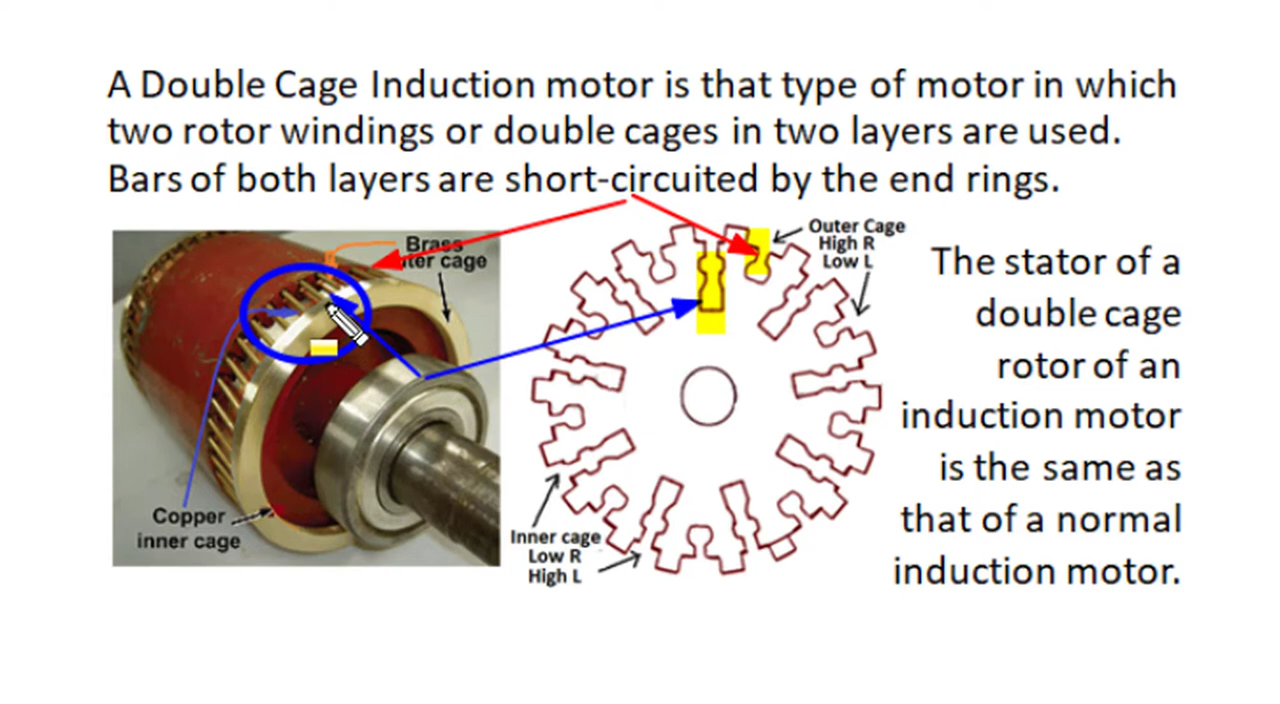 A Double Cage Induction motor is that type of motor in which
two rotor windings or double cages in two layers are used.
Bars of both layers are short-circuited by the end rings.
Brass
cage
Copper
inner cage
Outer Cage
High R
Low L
Inner cage
Low R
High L
The stator of a
double cage
rotor of an
induction motor
is the same as
that of a normal
induction motor.